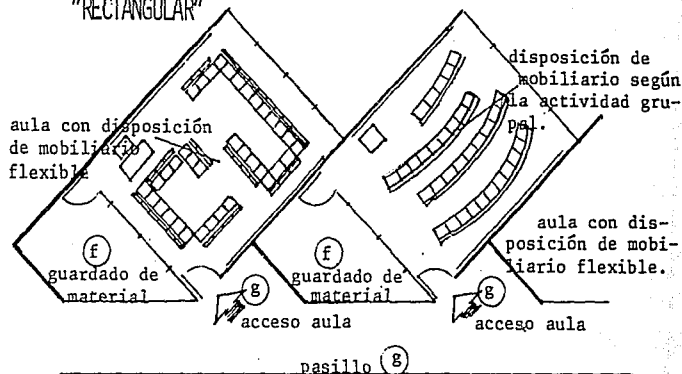 "RECTANGULAR"
disposición de
mobiliario según
la actividad gru-
pal.
aula con disposición
de mobiliario
flexible
aula con dis-
posición de mobi-
liario flexible.
f
guardado de
material
f
guardado de
material
g
acceso aula
g
acceso aula
pasillo g